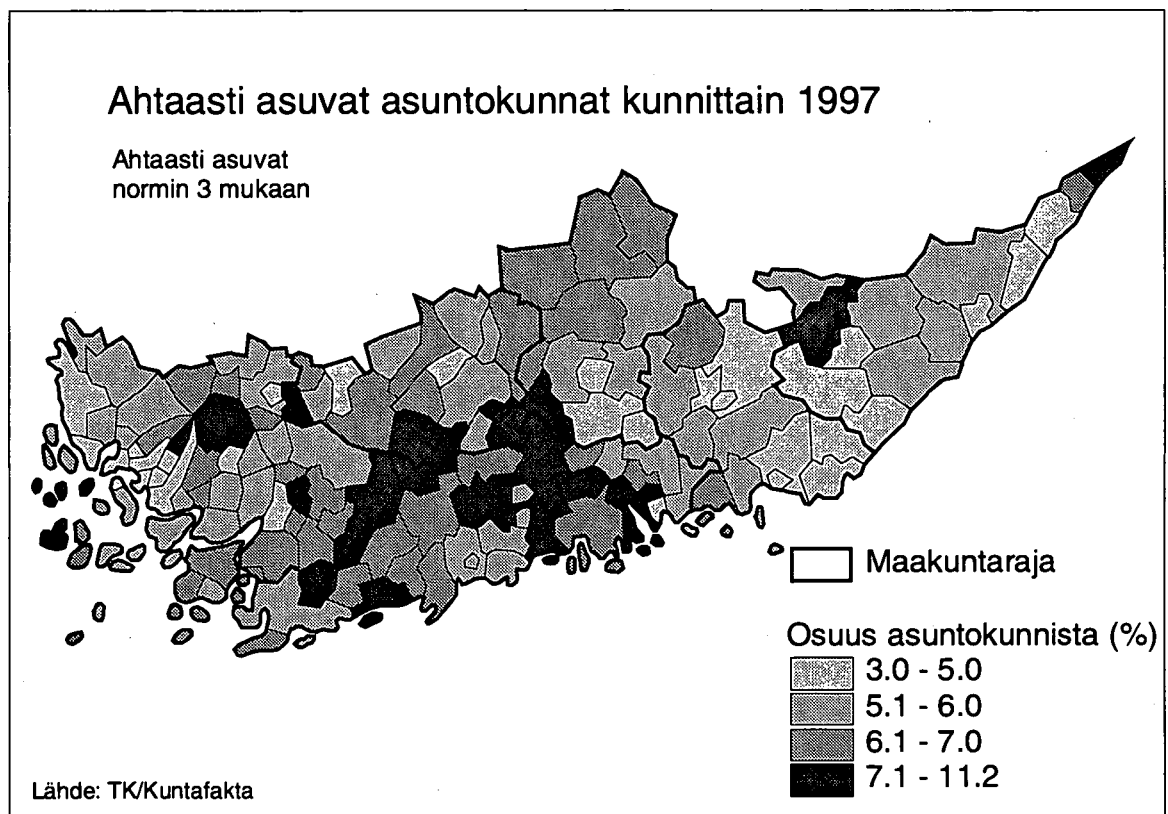 Ahtaasti asuvat asuntokunnat kunnittain 1997
Ahtaasti asuvat
normin 3 mukaan
Maakuntaraja
Osuus asuntokunnista (%)
3.0 - 5.0
5.1 - 6.0
6.1 - 7.0
7.1 - 11.2
Lähde: TK/Kuntafakta